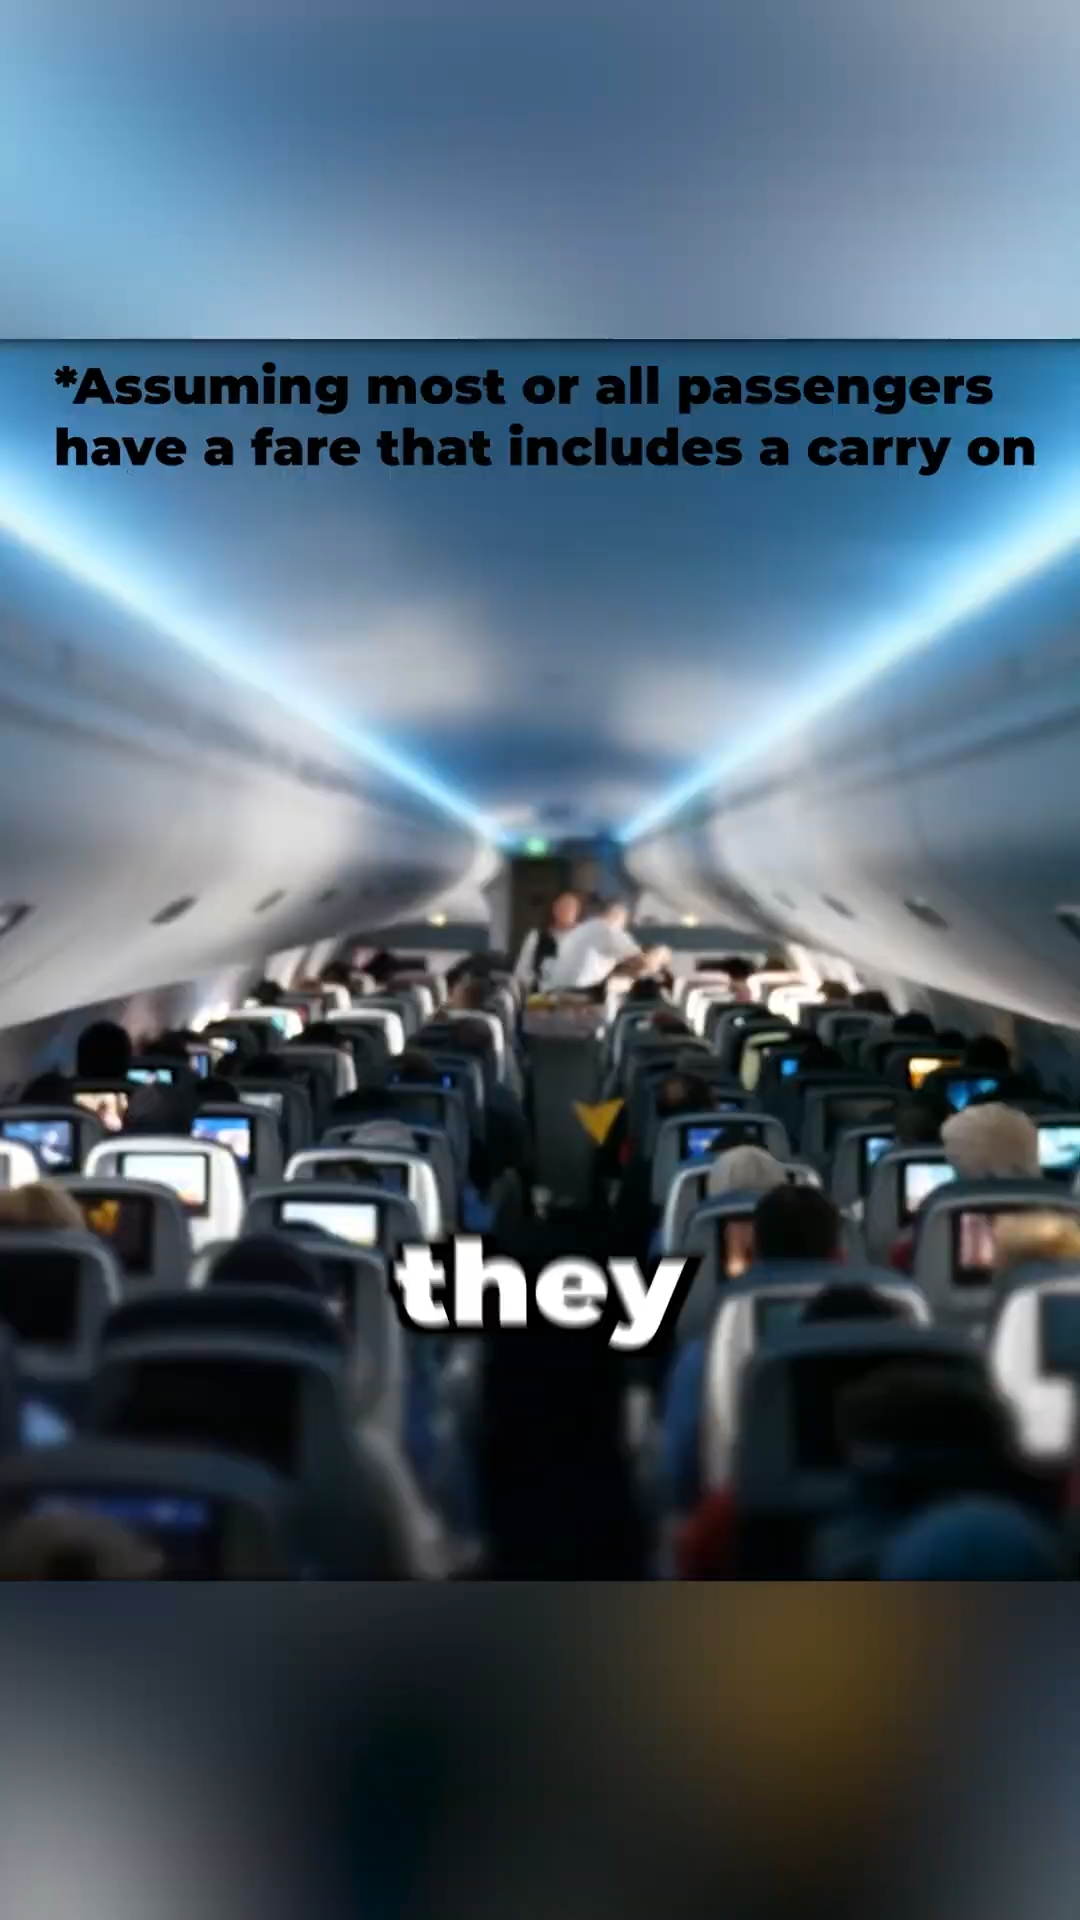 *Assuming most or all passengers
have a fare that includes a carry on
they